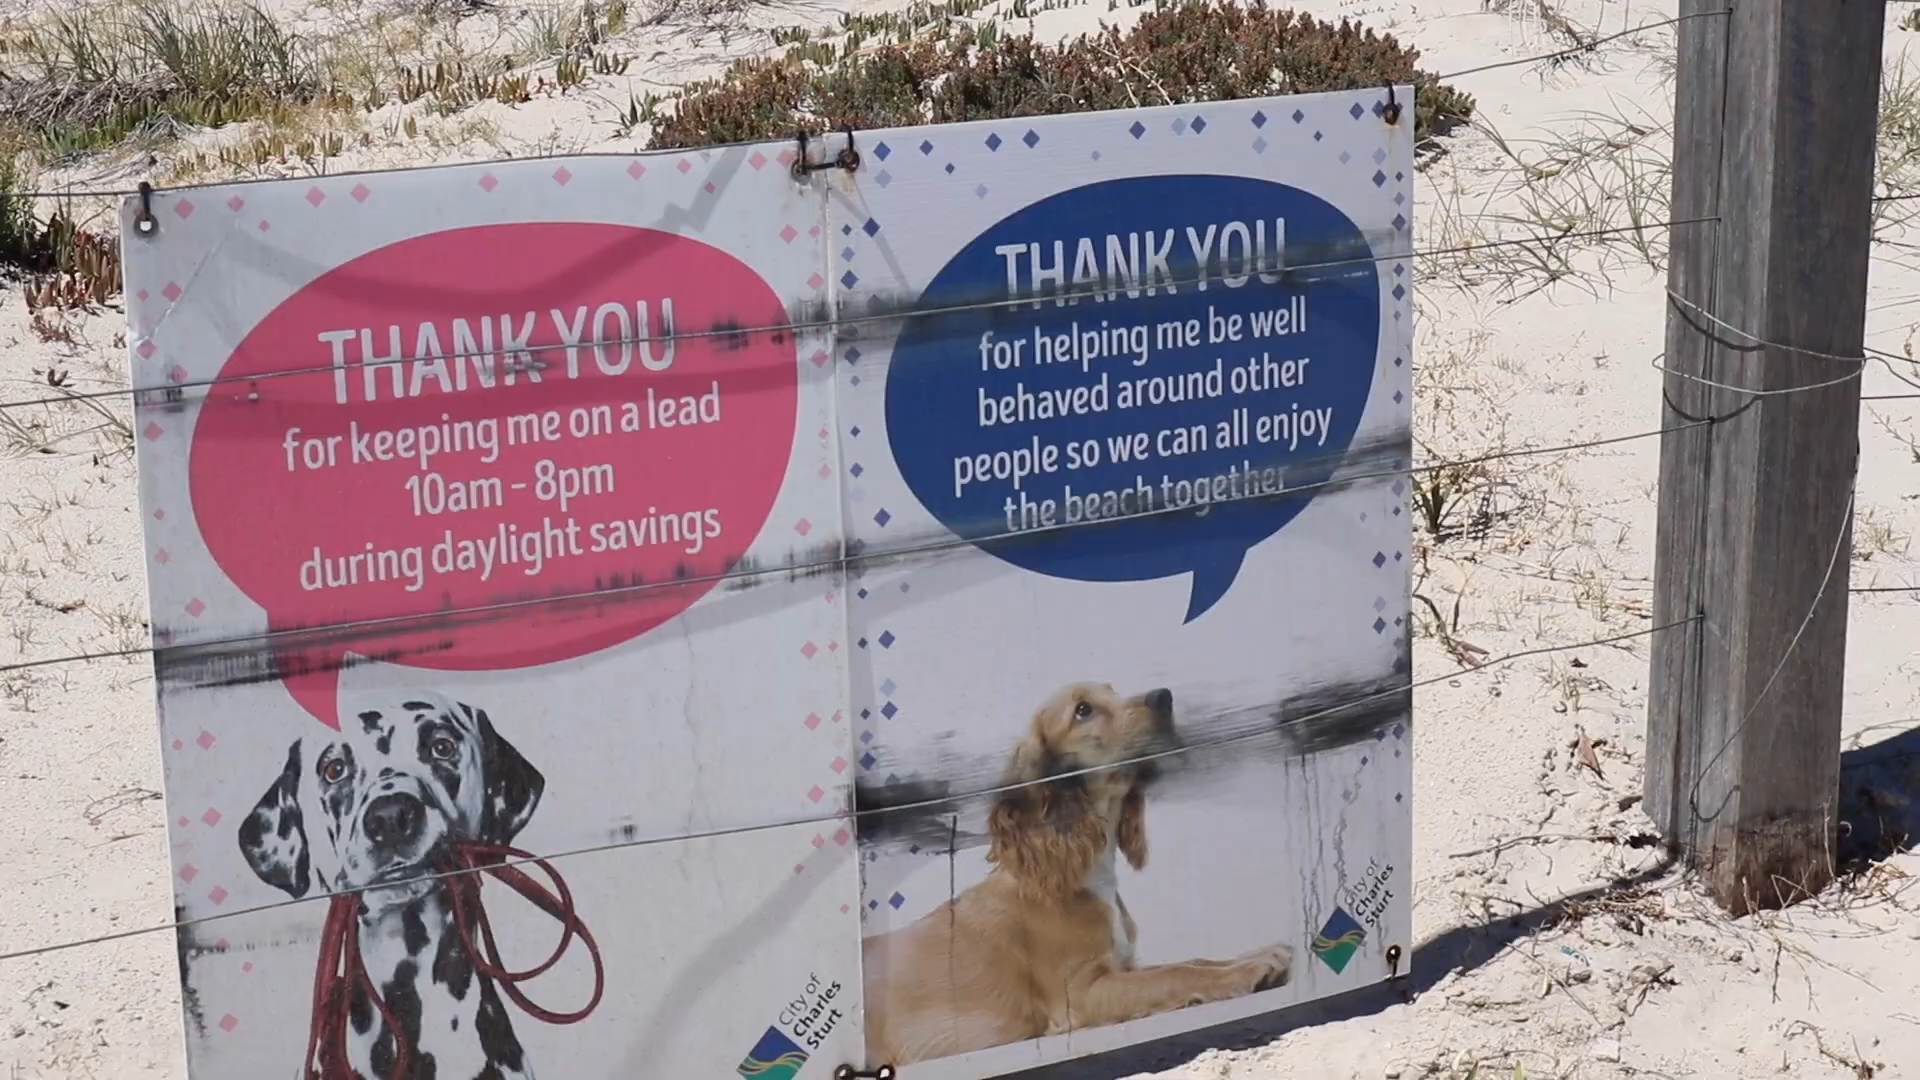 THANK YOU
for keeping me on a lead
10am - 8pm
during daylight savings
City of
Charles
Sturt
THANK YOU
for helping me be well
behaved around other
people so we can all enjoy
the beach together
City of
Charles
Sturt